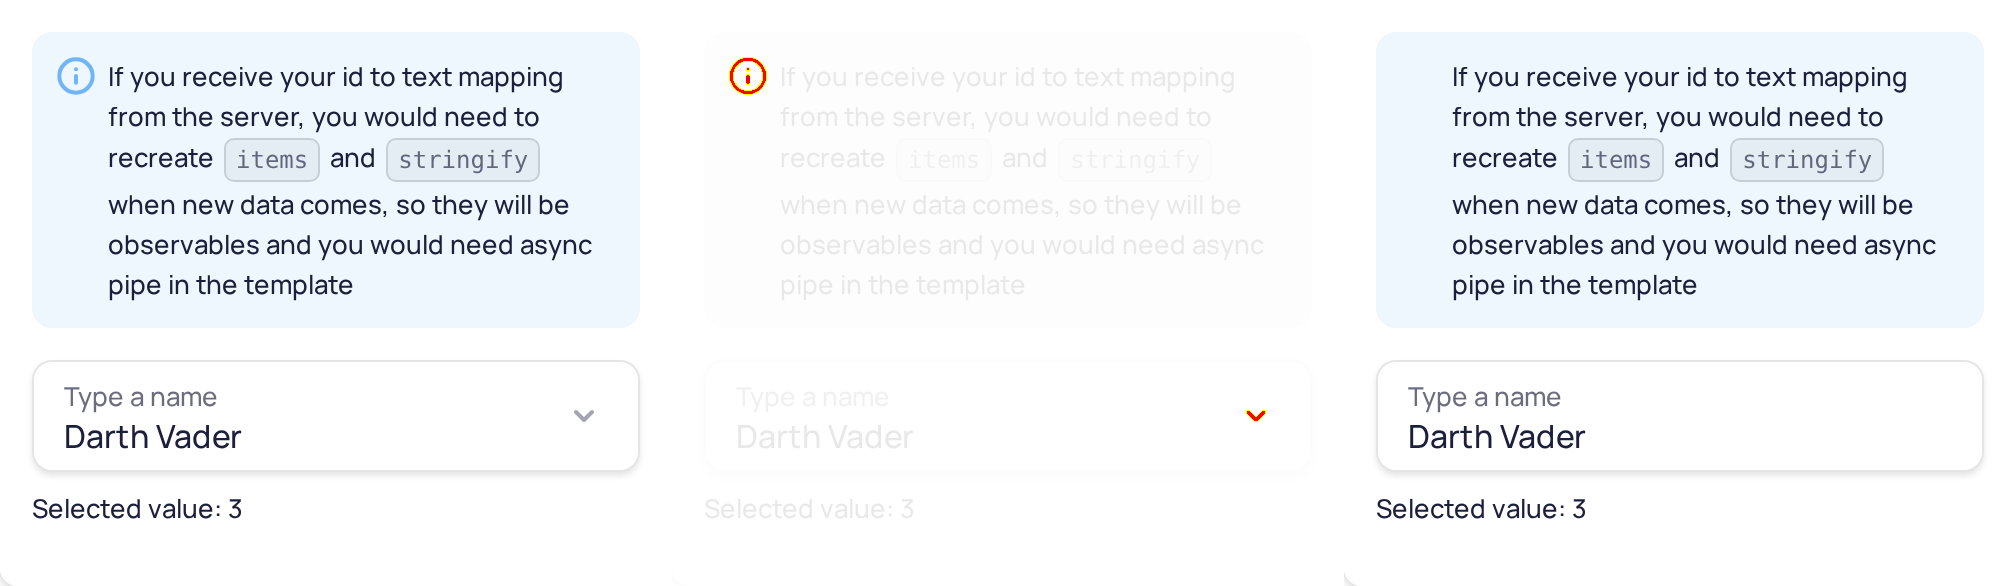 If you receive your id to text mapping
from the server, you would need to
recreate items and stringify
when new data comes, so they will be
observables and you would need async
pipe in the template
Type a name
Darth Vader
Selected value: 3
If you receive your id to text mapping
from the server, you would need to
recreate items and stringify
when new data comes, so they will be
observables and you would need async
pipe in the template
Type a name
Darth Vader
Selected value: 3
If you receive your id to text mapping
from the server, you would need to
recreate items and stringify
when new data comes, so they will be
observables and you would need async
pipe in the template
Type a name
Darth Vader
Selected value: 3